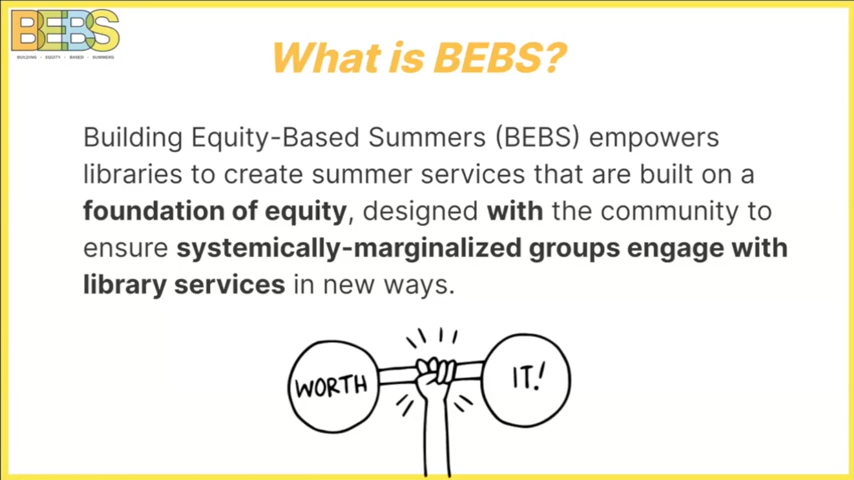 BEBS
BUILDING • EQUITY • BASED • SUMMERS
What is BEBS?
Building Equity-Based Summers (BEBS) empowers
libraries to create summer services that are built on a
foundation of equity, designed with the community to
ensure systemically-marginalized groups engage with
library services in new ways.
WORTH IT!